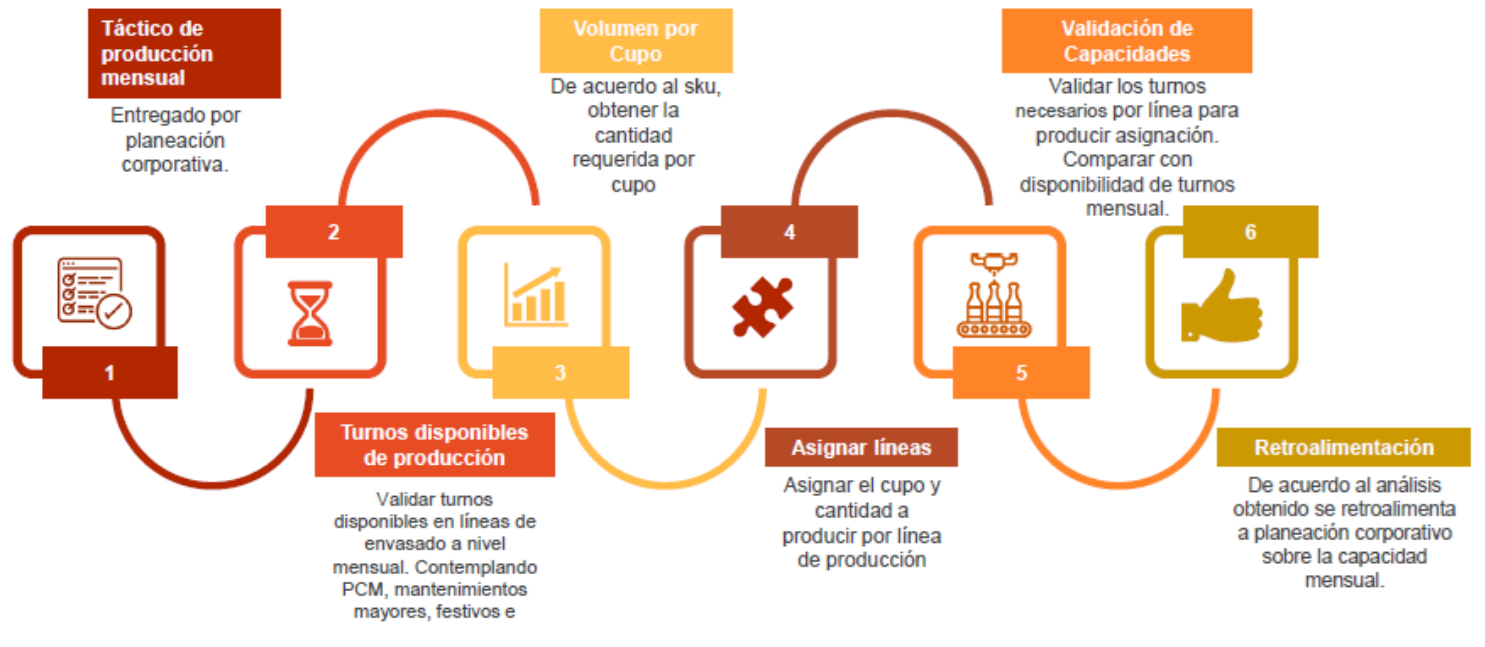 Táctico de
producción
mensual
Entregado por
planeación
corporativa.
1
2
Turnos disponibles
de producción
Validar turnos
disponibles en líneas de
envasado a nivel
mensual. Contemplando
PCM, mantenimientos
mayores, festivos e
Volumen por
Cupo
De acuerdo al sku,
obtener la
cantidad
requerida por
cupo
3
4
Asignar líneas
Asignar el cupo y
cantidad a
producir por línea
de producción
Validación de
Capacidades
Validar los turnos
necesarios por línea para
producir asignación.
Comparar con
disponibilidad de turnos
mensual.
5
6
Retroalimentación
De acuerdo al análisis
obtenido se retroalimenta
a planeación corporativo
sobre la capacidad
mensual.